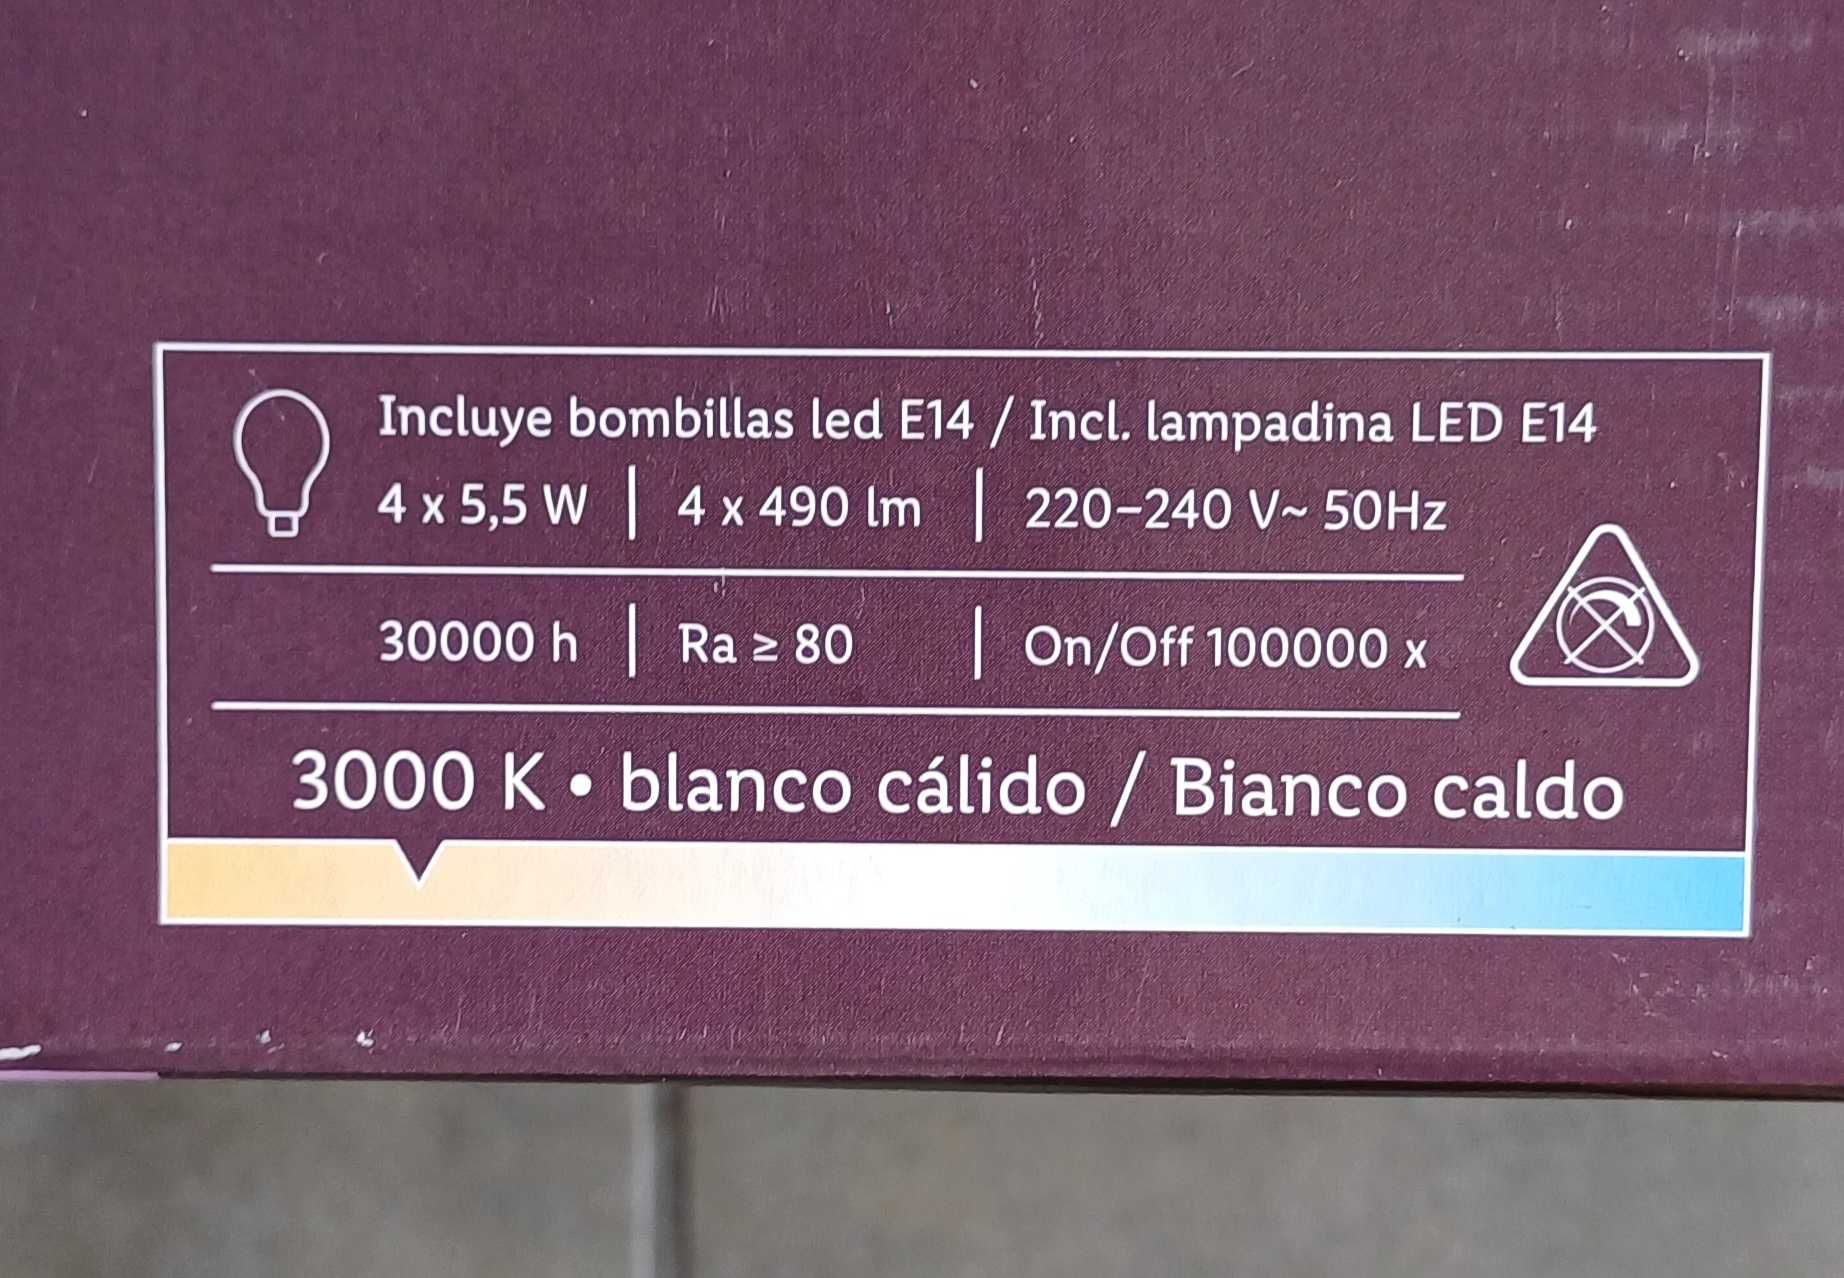 Incluye bombillas led E14 / Incl. lampadina LED E14
4 x 5,5 W | 4 x 490 lm | 220–240 V~ 50Hz
30000 h | Ra ≥ 80 | On/Off 100000 x
3000 K • blanco cálido / Bianco caldo